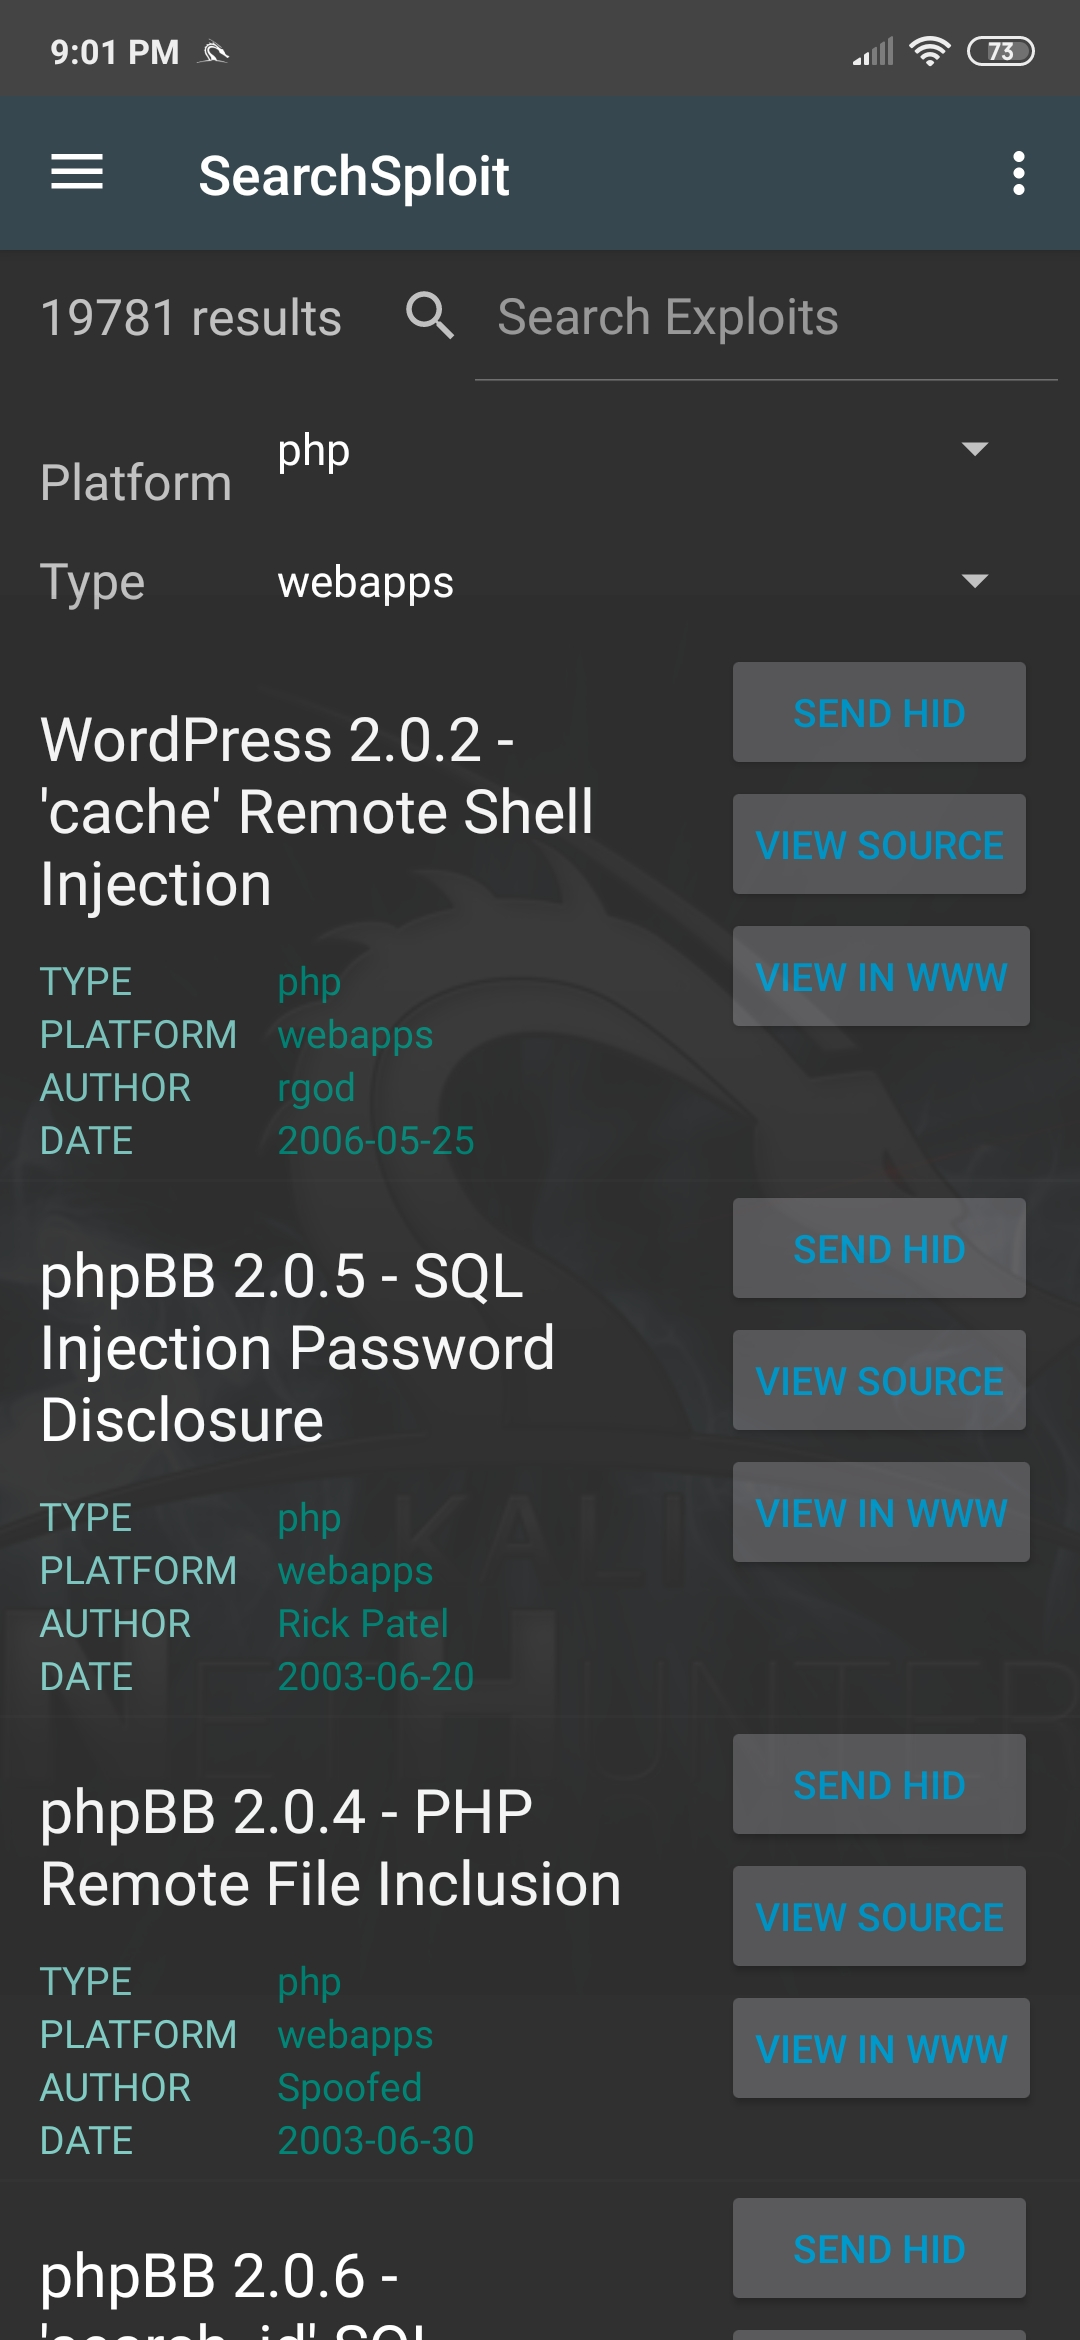 9:01 PM 73
SearchSploit
19781 results Search Exploits
Platform php
Type webapps
WordPress 2.0.2 -
'cache' Remote Shell
Injection
SEND HID
VIEW SOURCE
VIEW IN WWW
TYPE php
PLATFORM webapps
AUTHOR rgod
DATE 2006-05-25
phpBB 2.0.5 - SQL
Injection Password
Disclosure
SEND HID
VIEW SOURCE
VIEW IN WWW
TYPE php
PLATFORM webapps
AUTHOR Rick Patel
DATE 2003-06-20
KALI
NETHUNTER
phpBB 2.0.4 - PHP
Remote File Inclusion
SEND HID
VIEW SOURCE
VIEW IN WWW
TYPE php
PLATFORM webapps
AUTHOR Spoofed
DATE 2003-06-30
phpBB 2.0.6 -
'search_id' SQL
SEND HID